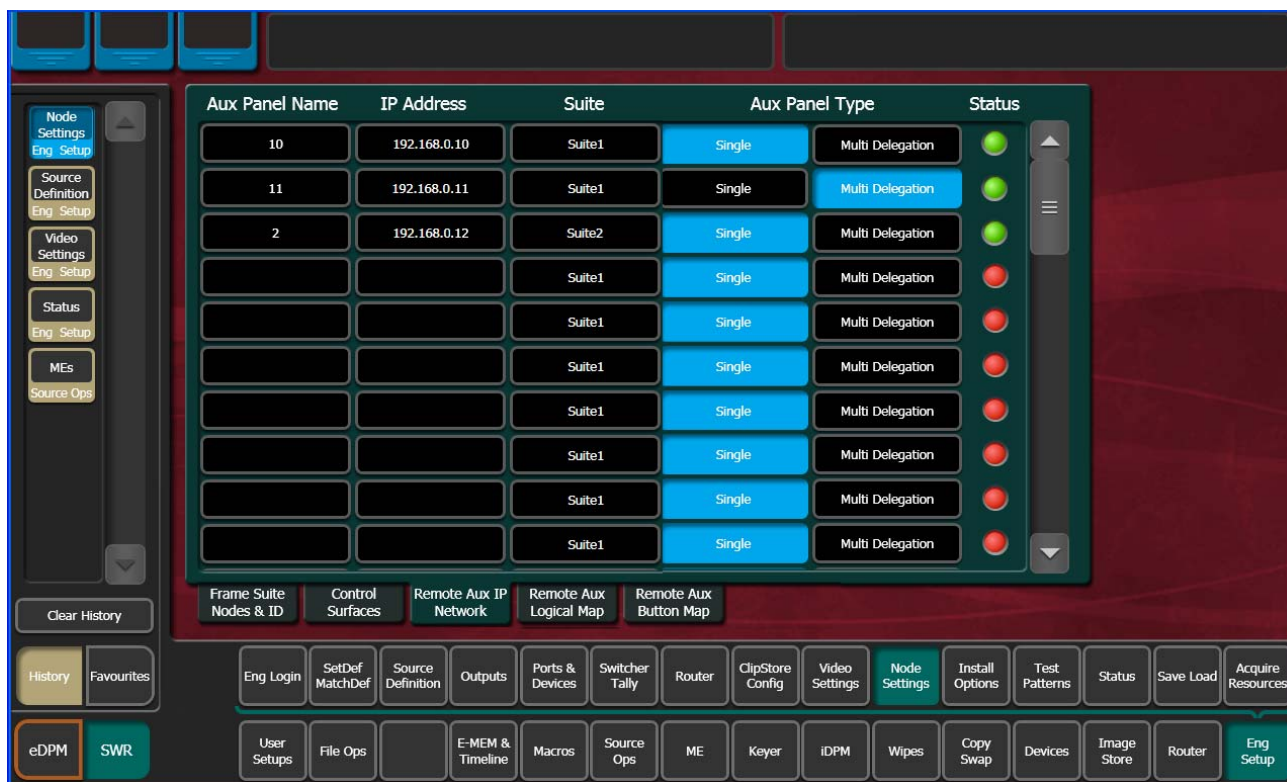 Aux Panel Name IP Address Suite Aux Panel Type Status
10 192.168.0.10 Suite1 Single Multi Delegation
11 192.168.0.11 Suite1 Single Multi Delegation
2 192.168.0.12 Suite2 Single Multi Delegation
Suite1 Single Multi Delegation
Suite1 Single Multi Delegation
Suite1 Single Multi Delegation
Suite1 Single Multi Delegation
Suite1 Single Multi Delegation
Suite1 Single Multi Delegation
Suite1 Single Multi Delegation
Node
Settings
Eng Setup
Source
Definition
Eng Setup
Video
Settings
Eng Setup
Status
Eng Setup
MEs
Source Ops
Clear History
History Favourites
eDPM SWR
Frame Suite
Nodes & ID
Control
Surfaces
Remote Aux IP
Network
Remote Aux
Logical Map
Remote Aux
Button Map
Eng Login
SetDef
MatchDef
Source
Definition
Outputs
Ports &
Devices
Switcher
Tally
Router
ClipStore
Config
Video
Settings
Node
Settings
Install
Options
Test
Patterns
Status
Save Load
Acquire
Resources
User
Setups
File Ops
E-MEM &
Timeline
Macros
Source
Ops
ME
Keyer
iDPM
Wipes
Copy
Swap
Devices
Image
Store
Router
Eng
Setup